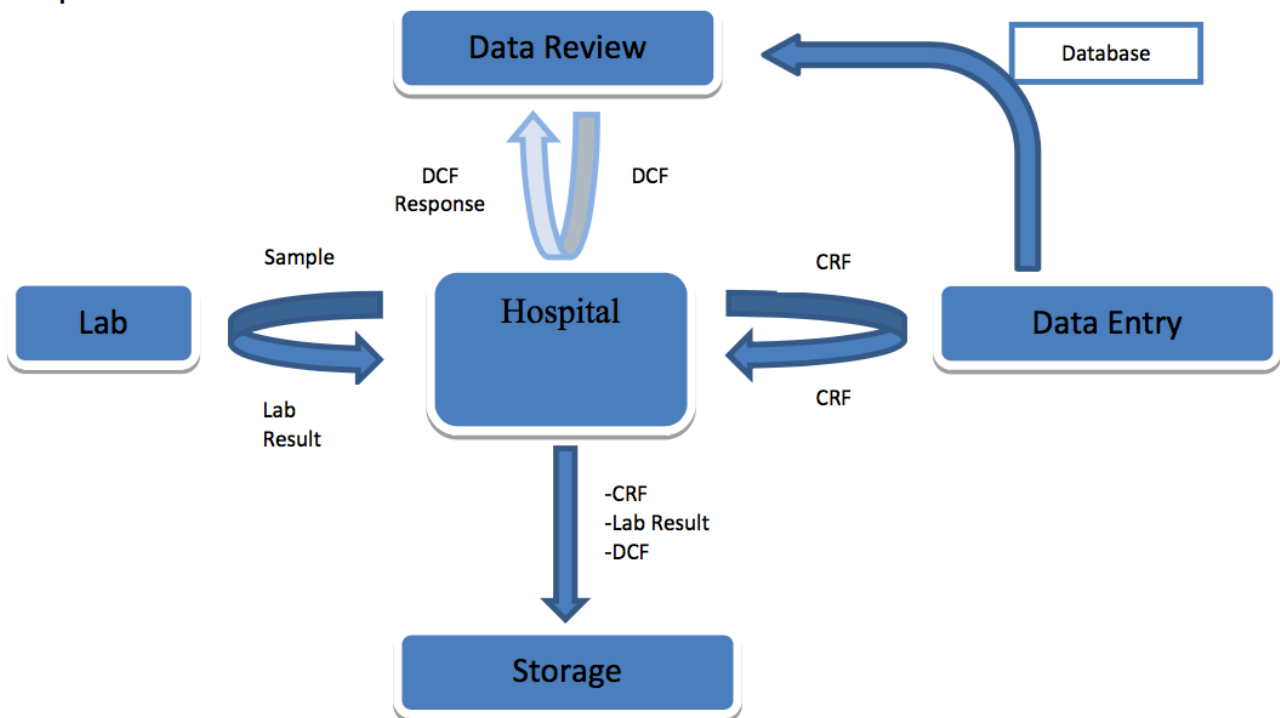 Data Review
Database
DCF
Response
DCF
Sample
CRF
Lab
Hospital
Data Entry
Lab
Result
CRF
-CRF
-Lab Result
-DCF
Storage